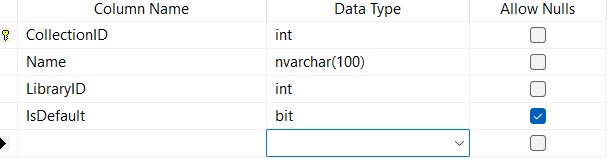 Column Name Data Type Allow Nulls
CollectionID int
Name nvarchar(100)
LibraryID int
IsDefault bit